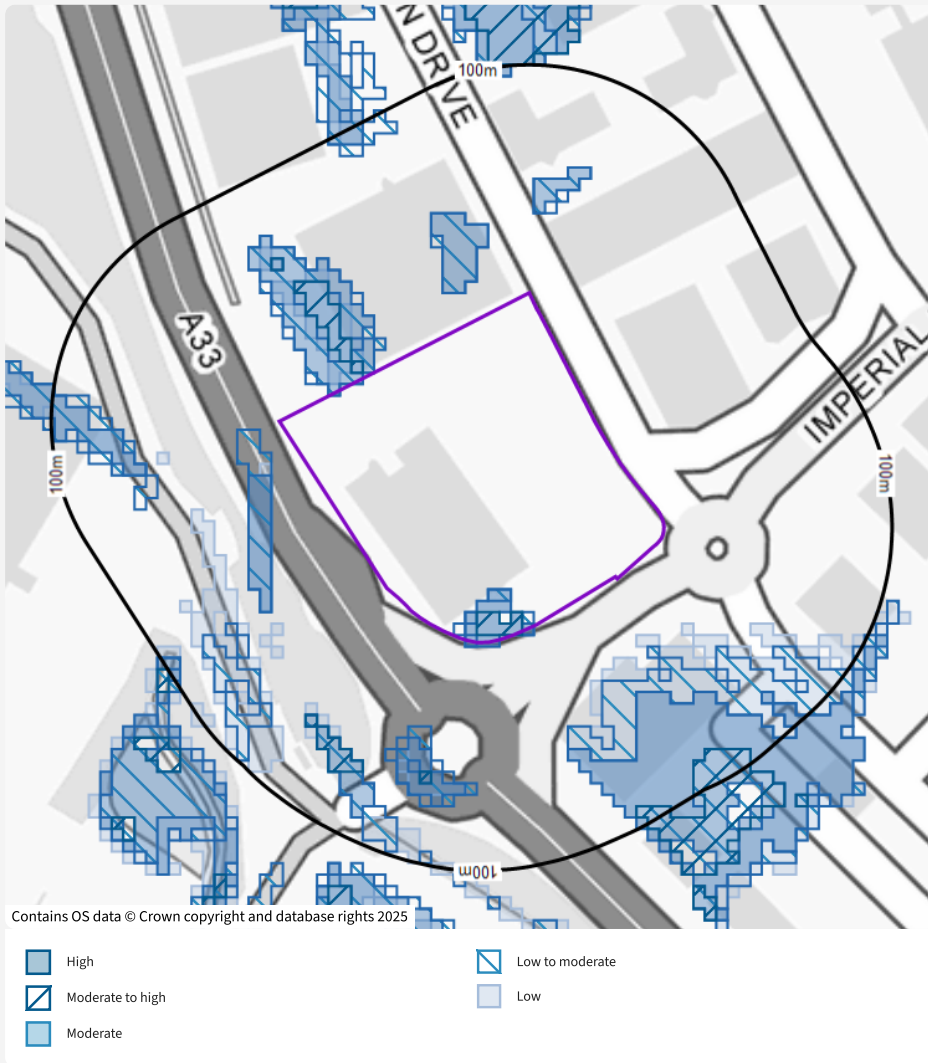 N DRIVE
100m
A33
IMPERIAL
100m
100m
100m
Contains OS data © Crown copyright and database rights 2025
High
Low to moderate
Moderate to high
Low
Moderate